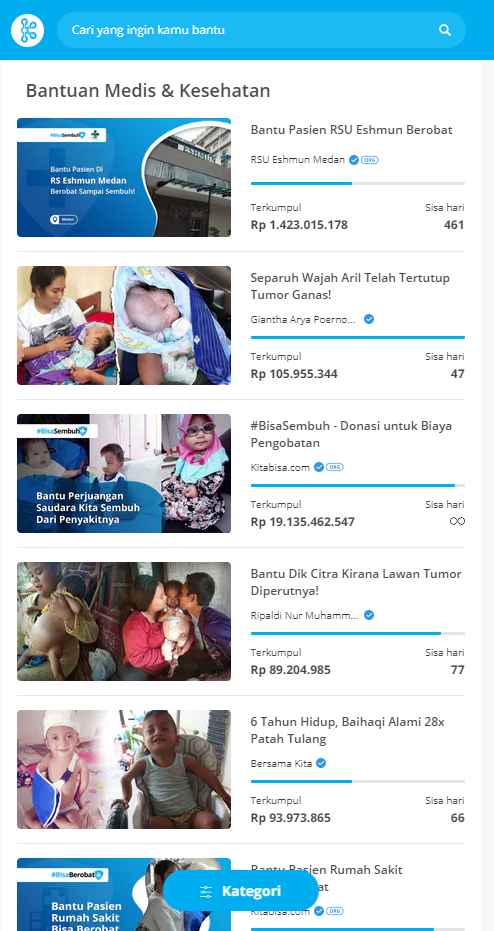 Cari yang ingin kamu bantu
Bantuan Medis & Kesehatan
#BisaSembuh
Bantu Pasien Di
RS Eshmun Medan
Berobat Sampai Sembuh!
Medan
ESHMUN
Bantu Pasien RSU Eshmun Berobat
RSU Eshmun Medan ORG
Terkumpul Sisa hari
Rp 1.423.015.178 461
Separuh Wajah Aril Telah Tertutup
Tumor Ganas!
Giantha Arya Poerno...
Terkumpul Sisa hari
Rp 105.955.344 47
#BisaSembuh
Bantu Perjuangan
Saudara Kita Sembuh
Dari Penyakitnya
#BisaSembuh - Donasi untuk Biaya
Pengobatan
Kitabisa.com ORG
Terkumpul Sisa hari
Rp 19.135.462.547 ∞
Bantu Dik Citra Kirana Lawan Tumor
Diperutnya!
Ripaldi Nur Muhamm...
Terkumpul Sisa hari
Rp 89.204.985 77
6 Tahun Hidup, Baihaqi Alami 28x
Patah Tulang
Bersama Kita
Terkumpul Sisa hari
Rp 93.973.865 66
#BisaBerobat
Bantu Pasien
Rumah Sakit
Bisa Berobat
Bantu Pasien Rumah Sakit
at
Kitabisa.com ORG
Kategori